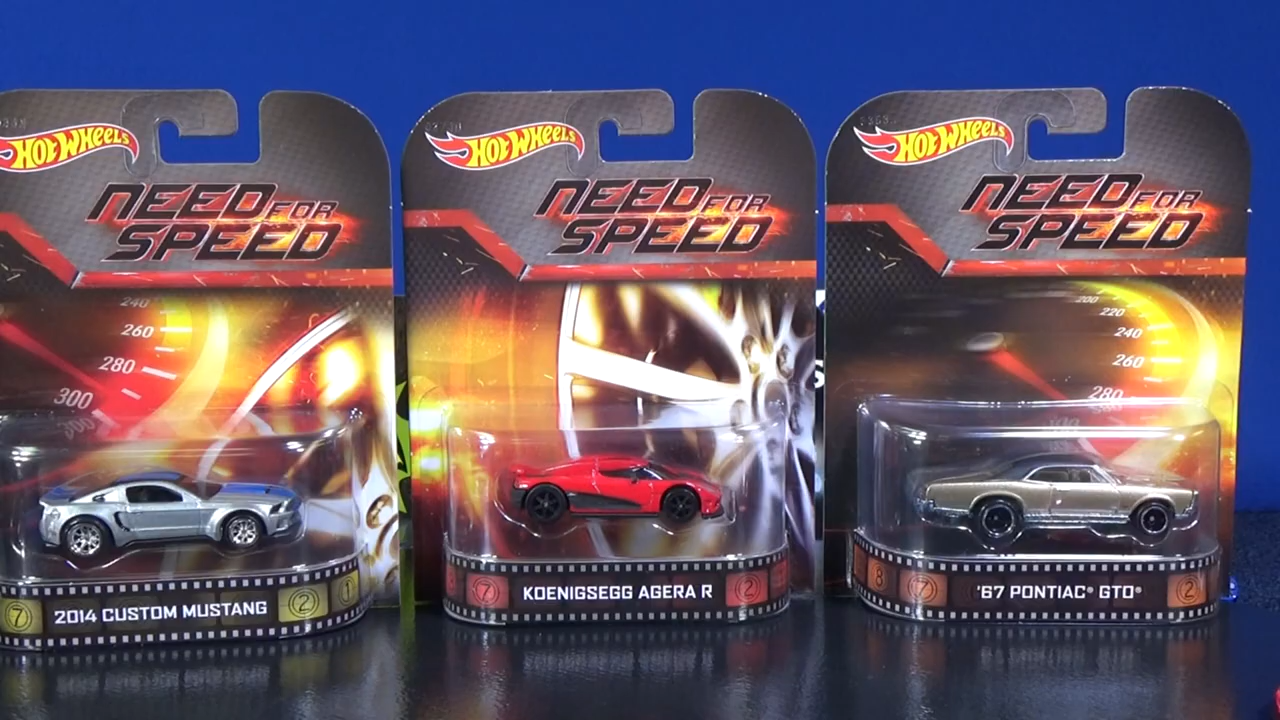 HOT WHEELS
NEED FOR
SPEED
240
260
280
300
300
7
2014 CUSTOM MUSTANG
2
1
HOT WHEELS
NEED FOR
SPEED
7
KOENIGSEGG AGERA R
2
HOT WHEELS
NEED FOR
SPEED
200
220
240
260
280
300
8
7
'67 PONTIAC® GTO®
2